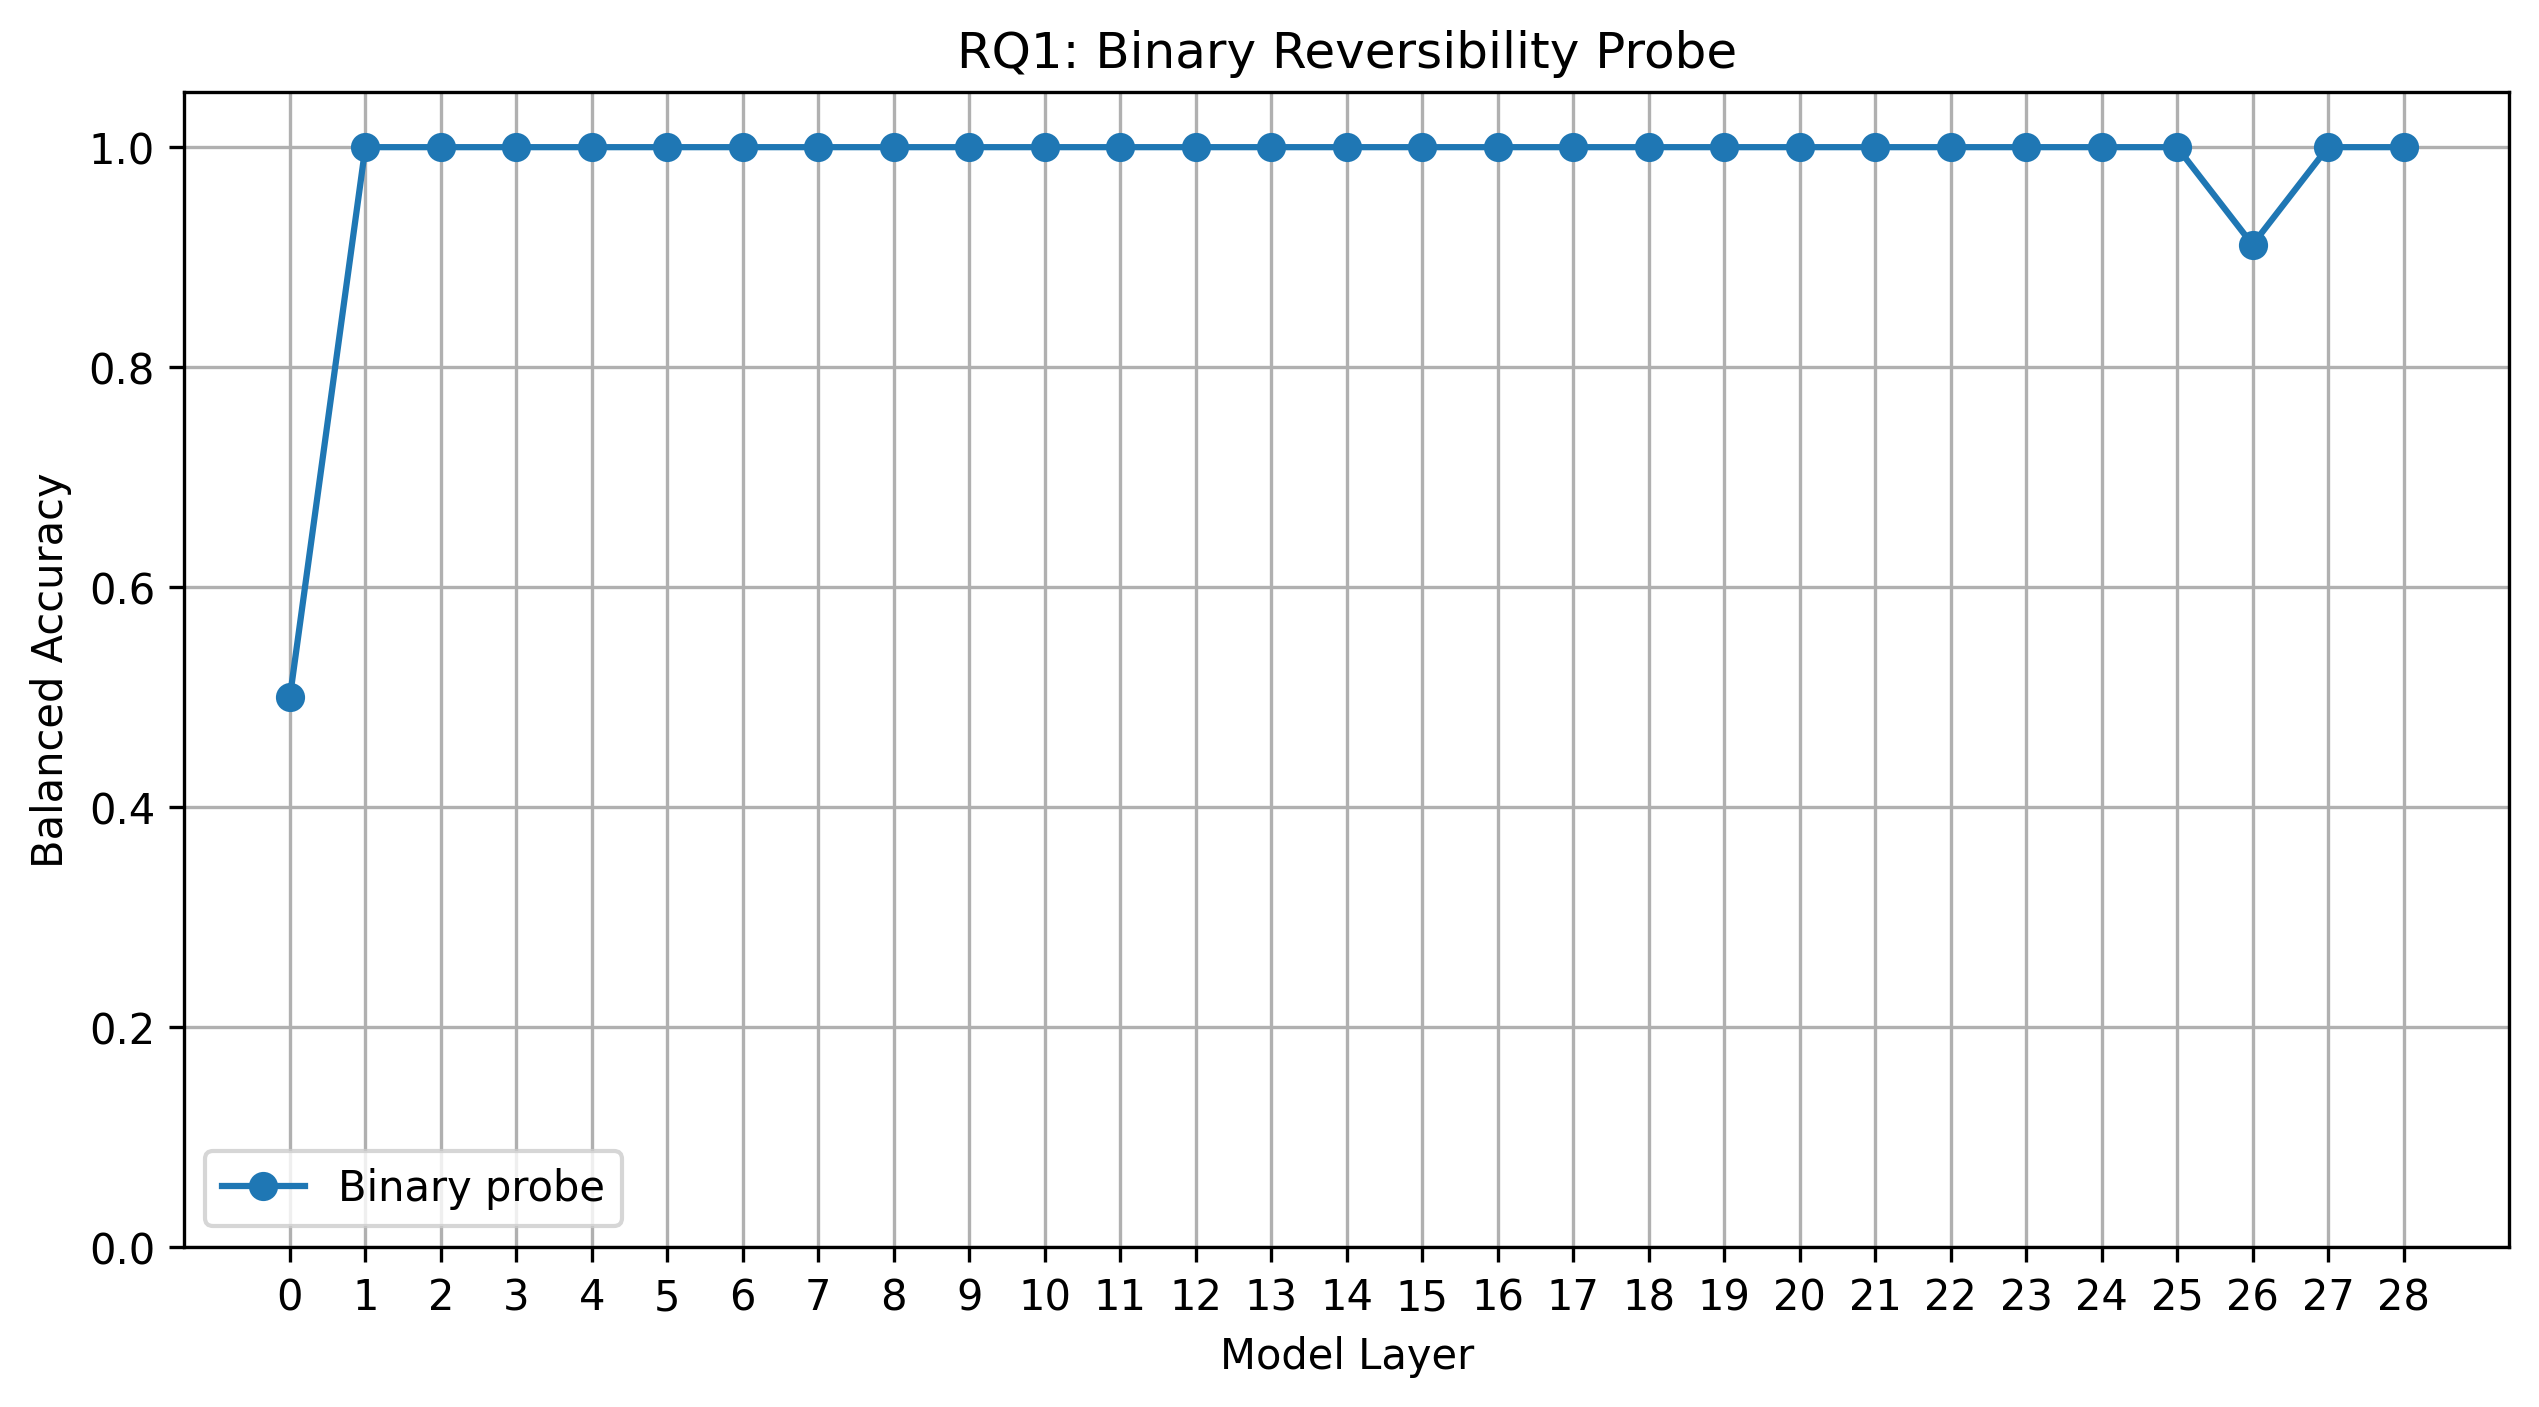 RQ1: Binary Reversibility Probe
Balanced Accuracy
1.0
0.8
0.6
0.4
0.2
0.0
Binary probe
0 1 2 3 4 5 6 7 8 9 10 11 12 13 14 15 16 17 18 19 20 21 22 23 24 25 26 27 28
Model Layer